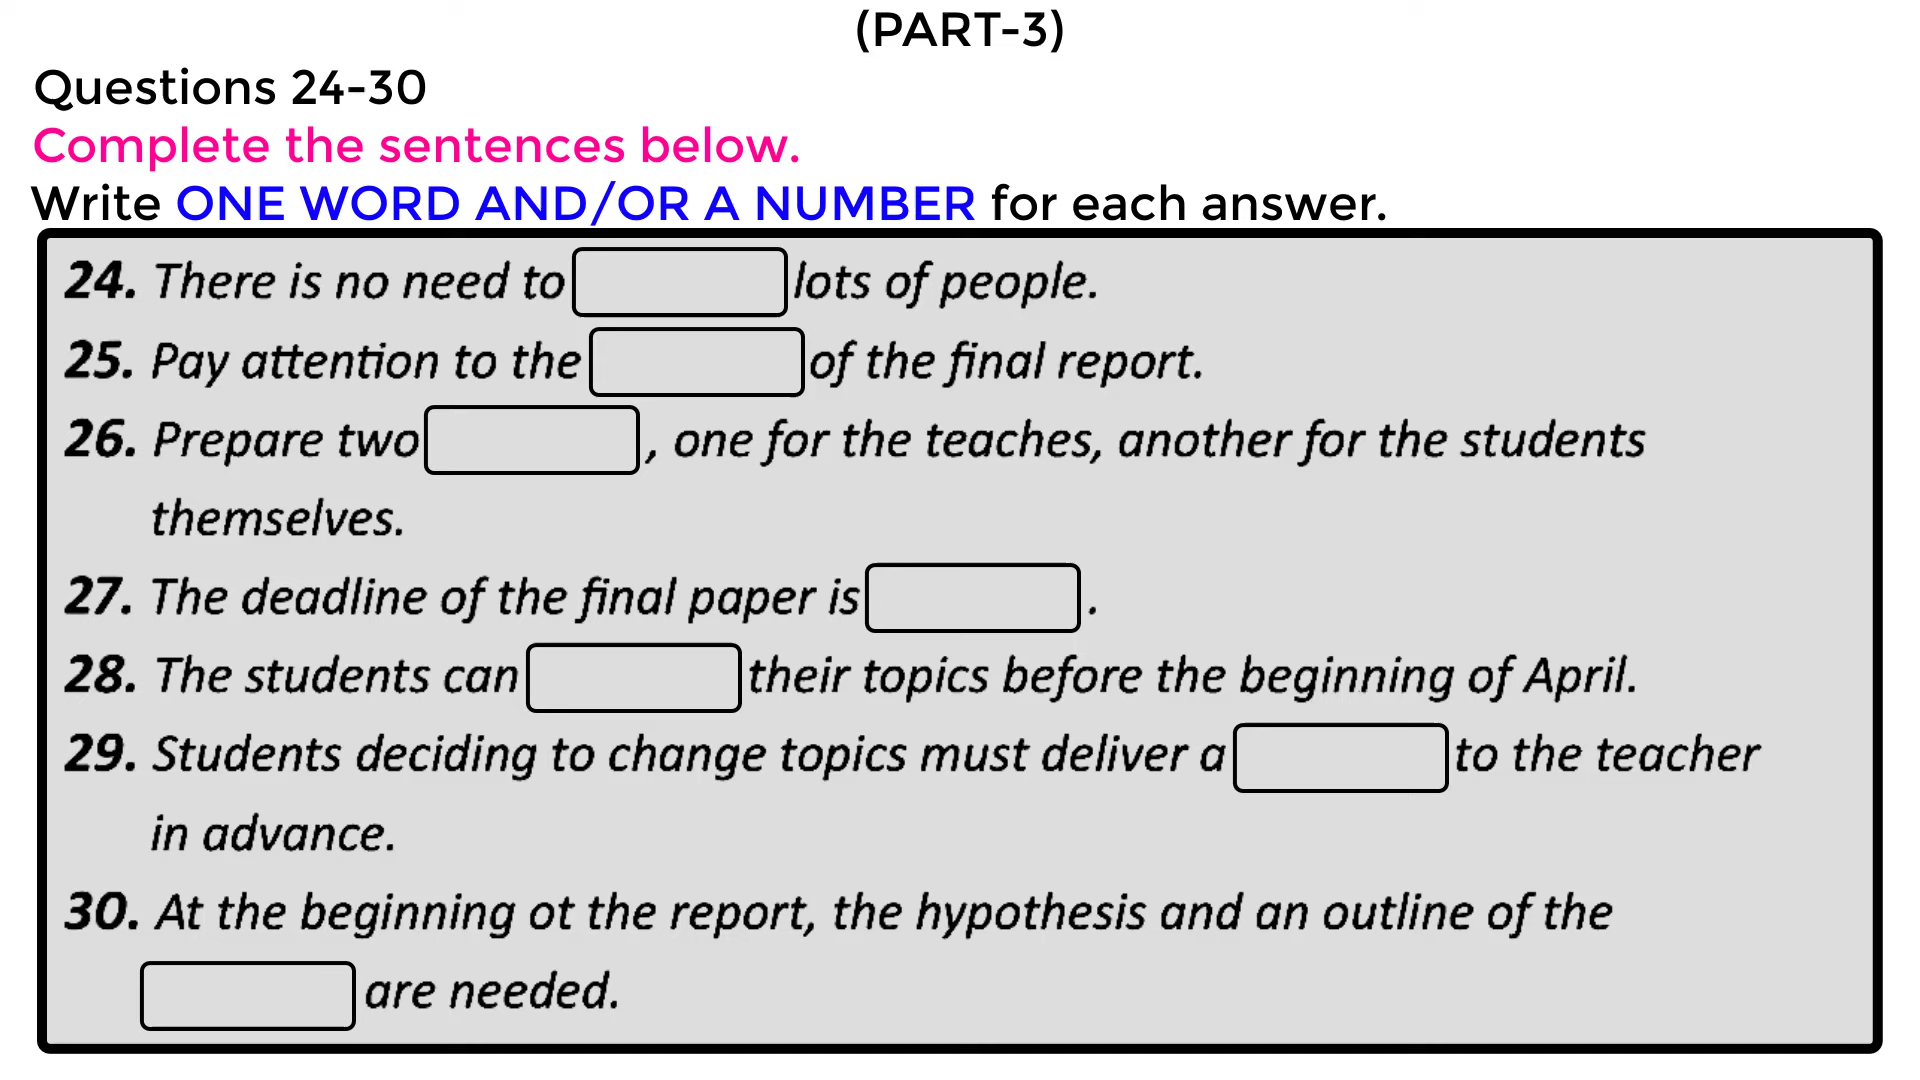 (PART-3)
Questions 24-30
Complete the sentences below.
Write ONE WORD AND/OR A NUMBER for each answer.
24. There is no need to lots of people.
25. Pay attention to the of the final report.
26. Prepare two , one for the teaches, another for the students
themselves.
27. The deadline of the final paper is .
28. The students can their topics before the beginning of April.
29. Students deciding to change topics must deliver a to the teacher
in advance.
30. At the beginning ot the report, the hypothesis and an outline of the
are needed.